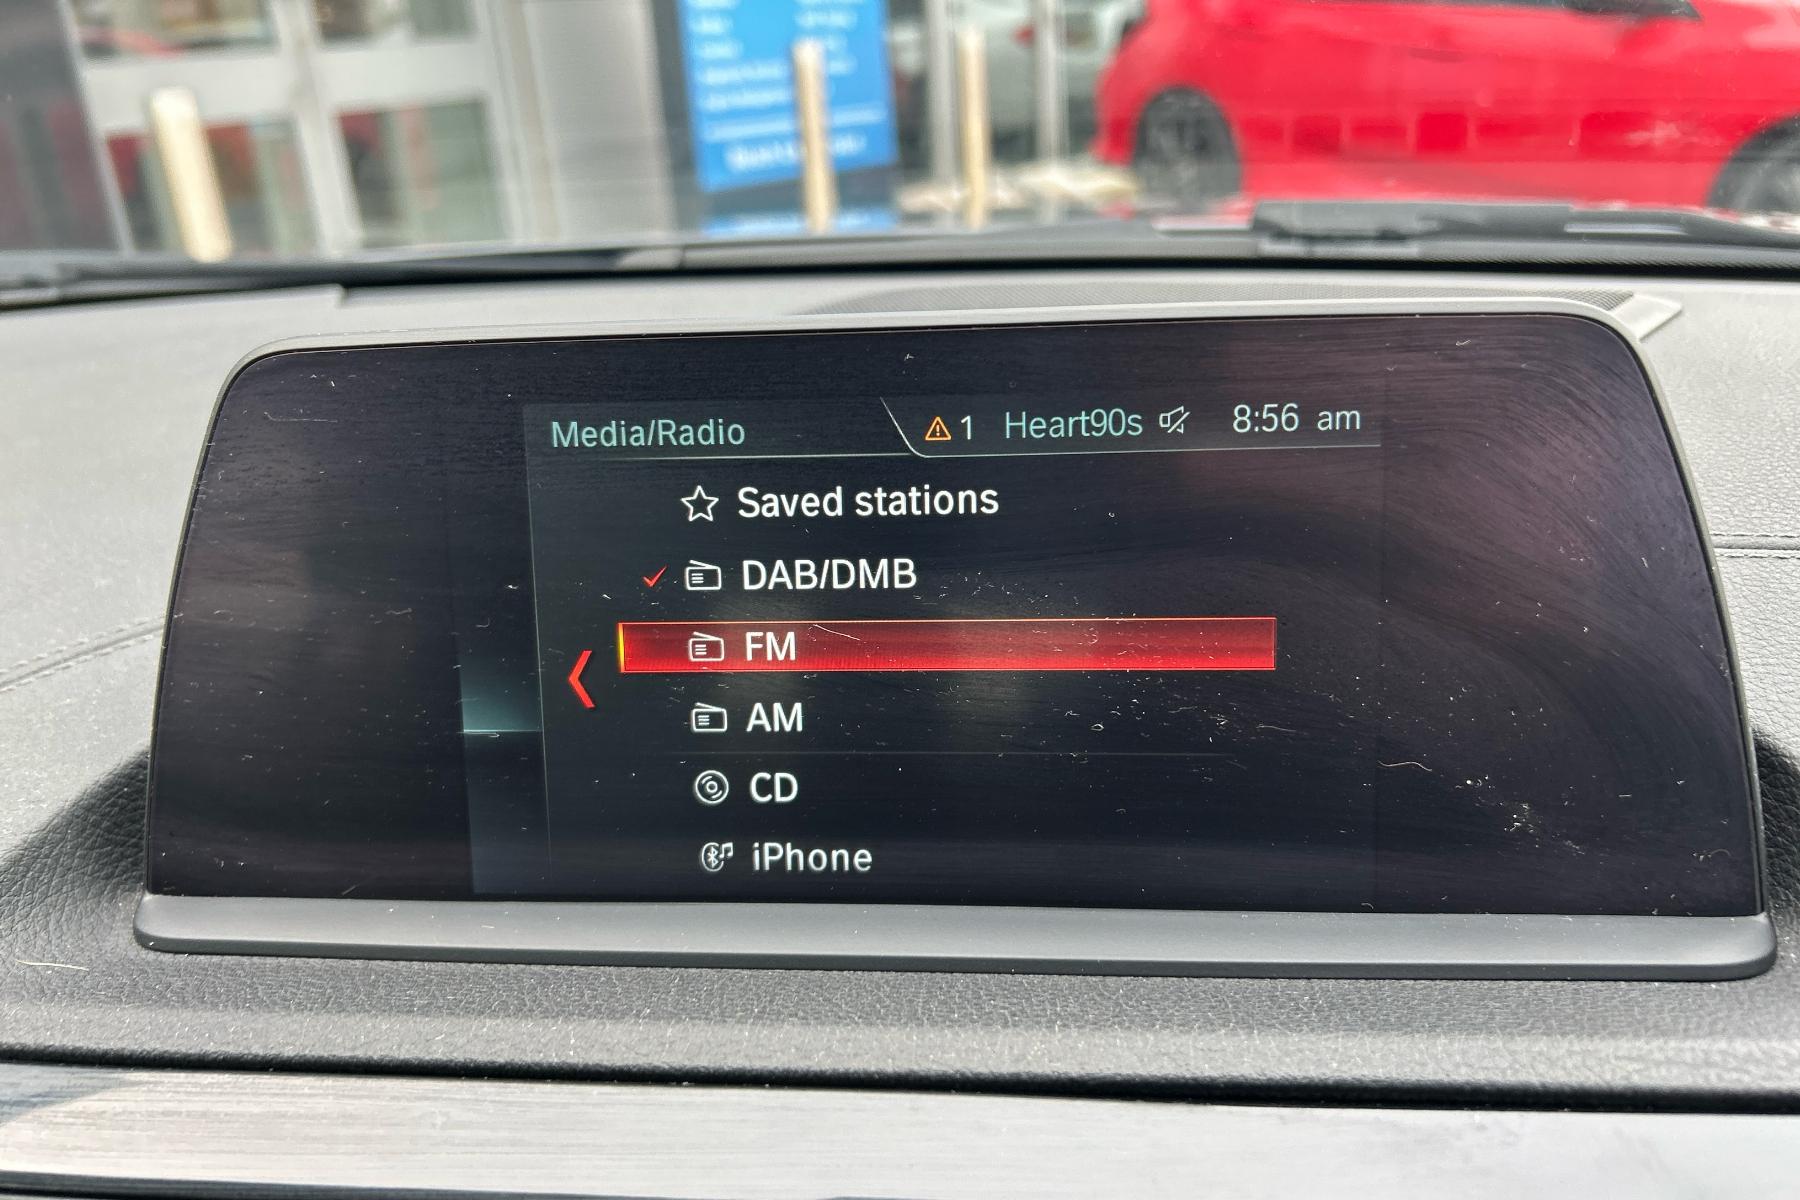 Media/Radio
1 Heart90s 8:56 am
Saved stations
DAB/DMB
FM
AM
CD
iPhone